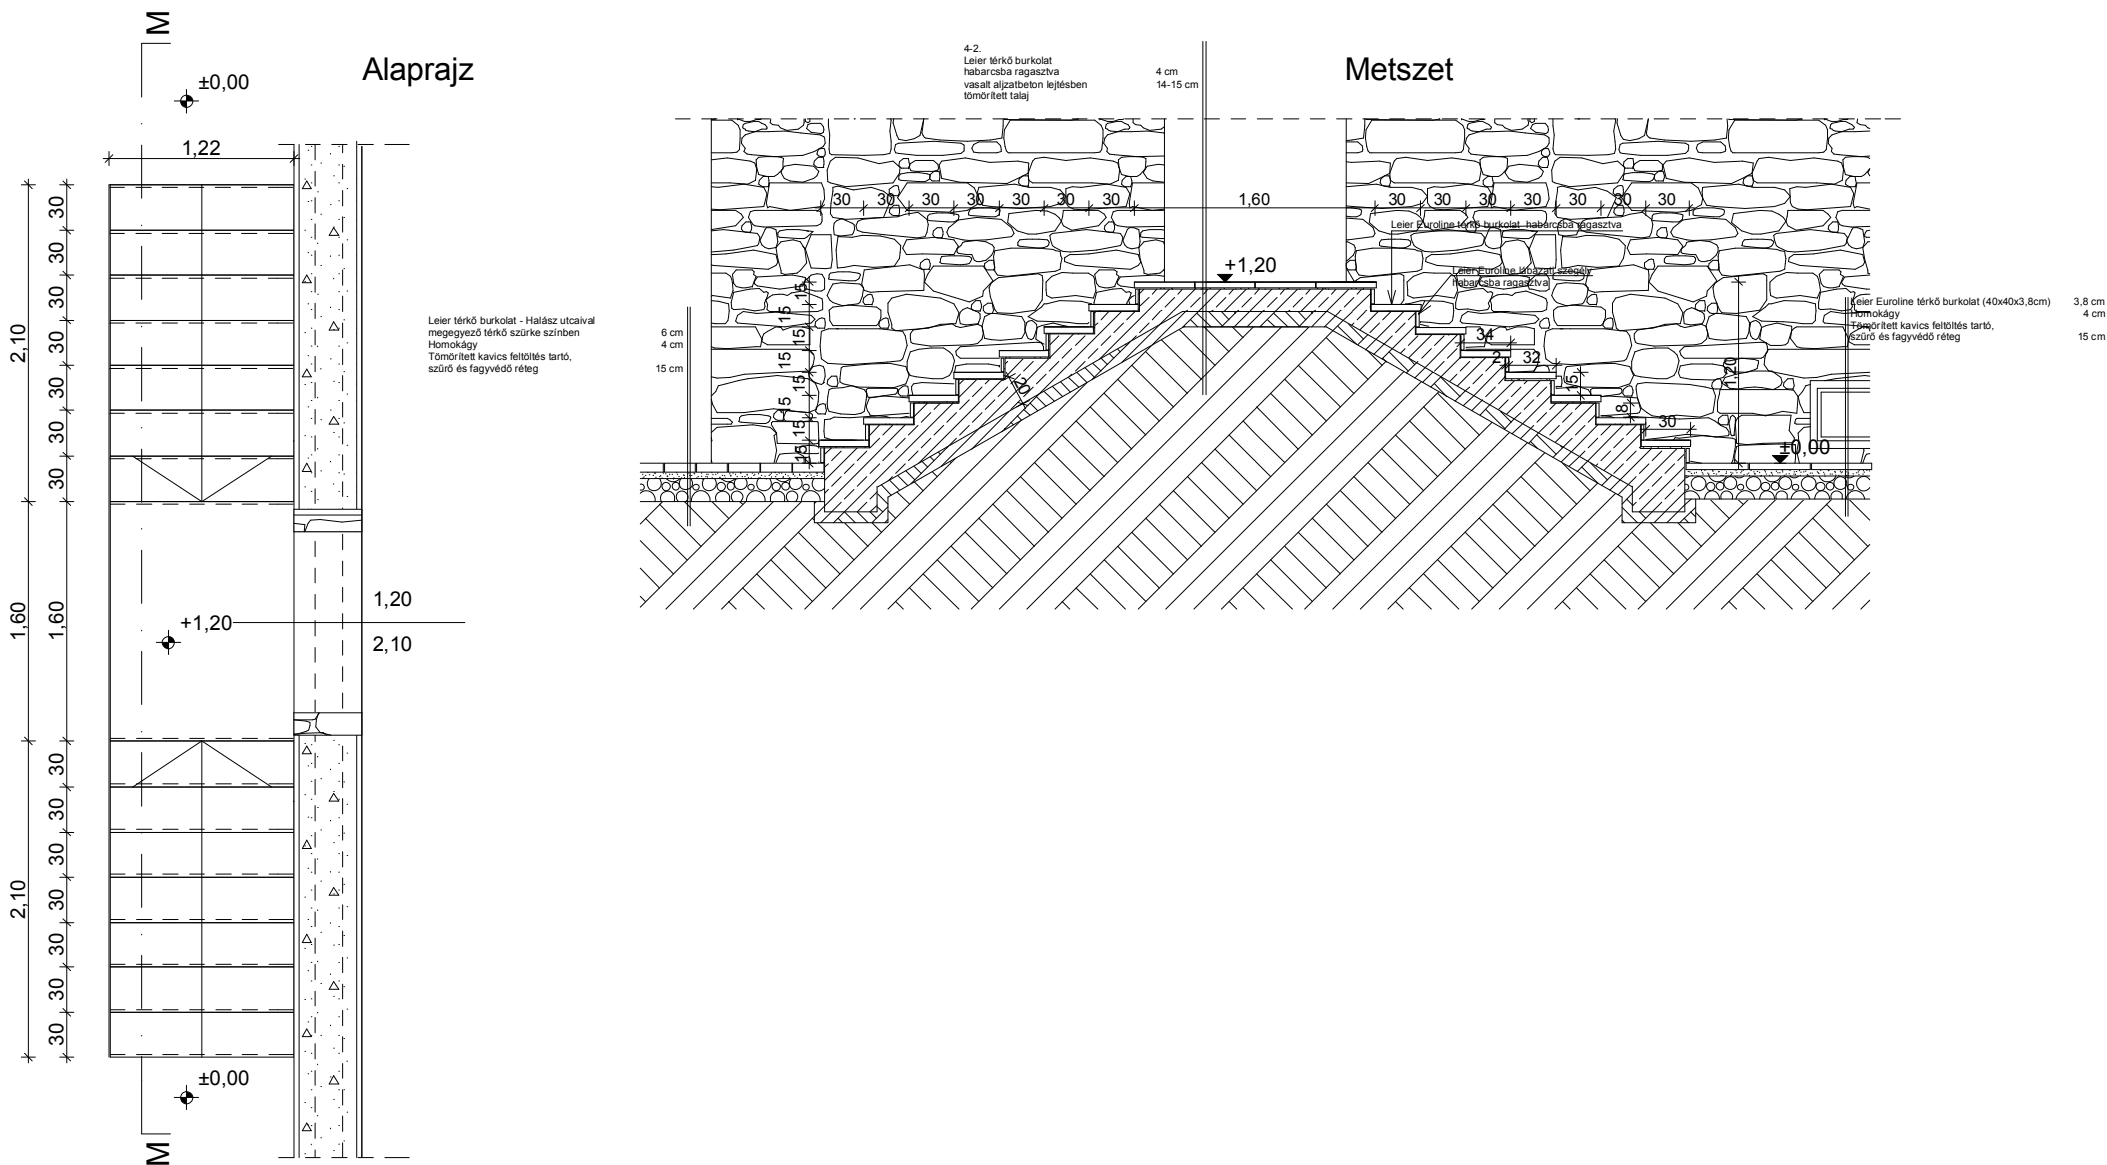 M
±0,00
Alaprajz
1,22
30
30
30
30
30
30
30
2,10
1,60
1,60
+1,20
1,20
2,10
30
30
30
30
30
30
30
2,10
±0,00
M
Metszet
4-2.
Leier térkő burkolat
habarcsba ragasztva 4 cm
vasalt aljzatbeton lejtésben 14-15 cm
tömörített talaj
30 30 30 30 30 30 30 1,60 30 30 30 30 30 30 30
Leier Euroline térkő burkolat habarcsba ragasztva
+1,20
Leier Euroline lábazati szegély
habarcsba ragasztva
Leier térkő burkolat - Halász utcaival
megegyező térkő szürke színben 6 cm
Homokágy 4 cm
Tömörített kavics feltöltés tartó,
szűrő és fagyvédő réteg 15 cm
15
15
15
15
15
15
15
15
20
34
2 32
15
8
30
1,20
±0,00
Leier Euroline térkő burkolat (40x40x3,8cm) 3,8 cm
Homokágy 4 cm
Tömörített kavics feltöltés tartó,
szűrő és fagyvédő réteg 15 cm